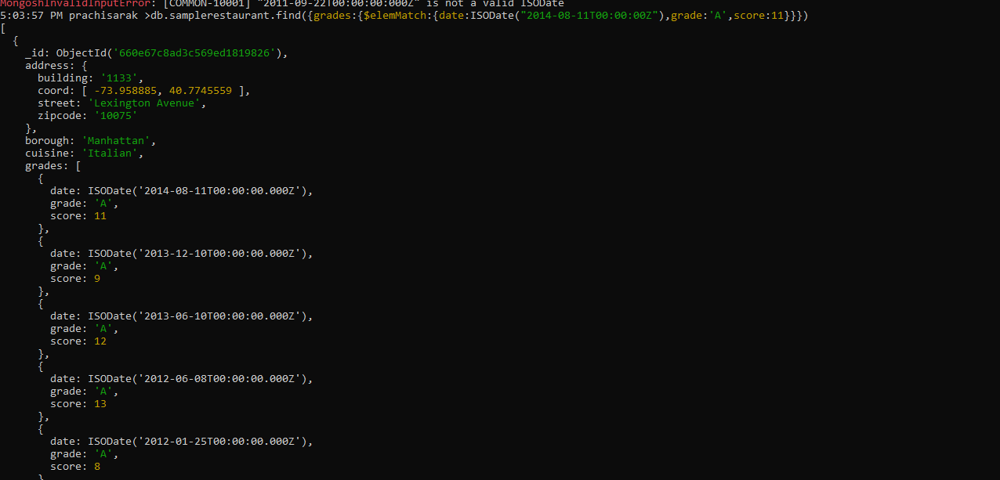 MongoshInvalidInputError: [COMMON-10001] "2011-09-22T00:00:00:000Z" is not a valid ISODate
5:03:57 PM prachisarak >db.samplerestaurant.find({grades:{$elemMatch:{date:ISODate("2014-08-11T00:00:00Z"),grade:'A',score:11}}})
[
  {
    _id: ObjectId('660e67c8ad3c569ed1819826'),
    address: {
      building: '1133',
      coord: [ -73.958885, 40.7745559 ],
      street: 'Lexington Avenue',
      zipcode: '10075'
    },
    borough: 'Manhattan',
    cuisine: 'Italian',
    grades: [
      {
        date: ISODate('2014-08-11T00:00:00.000Z'),
        grade: 'A',
        score: 11
      },
      {
        date: ISODate('2013-12-10T00:00:00.000Z'),
        grade: 'A',
        score: 9
      },
      {
        date: ISODate('2013-06-10T00:00:00.000Z'),
        grade: 'A',
        score: 12
      },
      {
        date: ISODate('2012-06-08T00:00:00.000Z'),
        grade: 'A',
        score: 13
      },
      {
        date: ISODate('2012-01-25T00:00:00.000Z'),
        grade: 'A',
        score: 8
      }